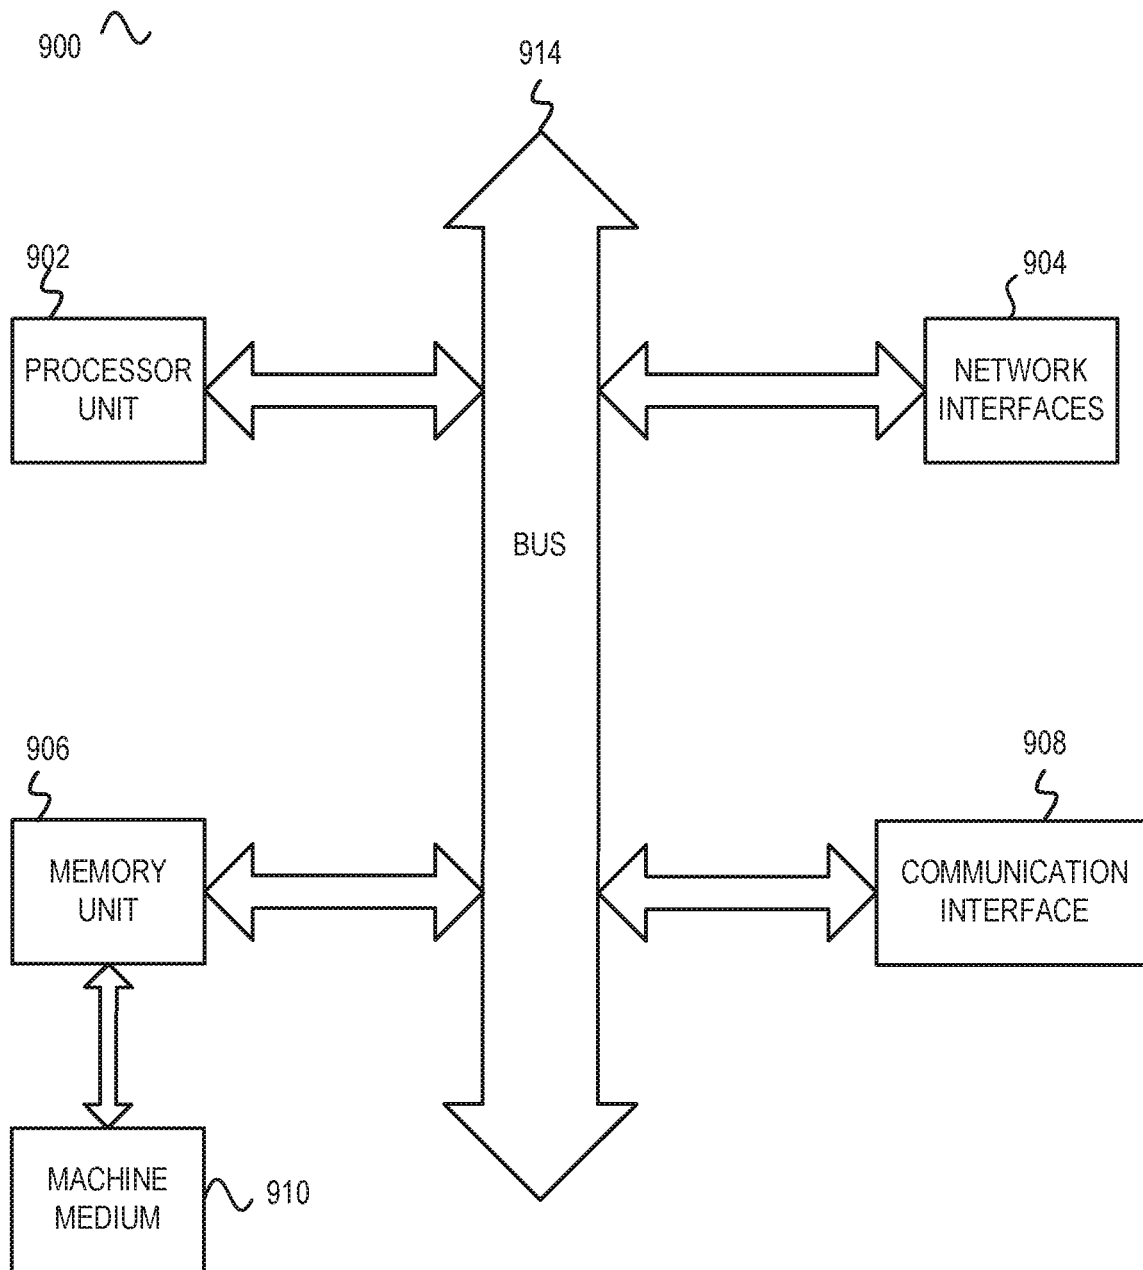 900
914
902
904
PROCESSOR
UNIT
NETWORK
INTERFACES
BUS
906
908
MEMORY
UNIT
COMMUNICATION
INTERFACE
MACHINE
MEDIUM
910